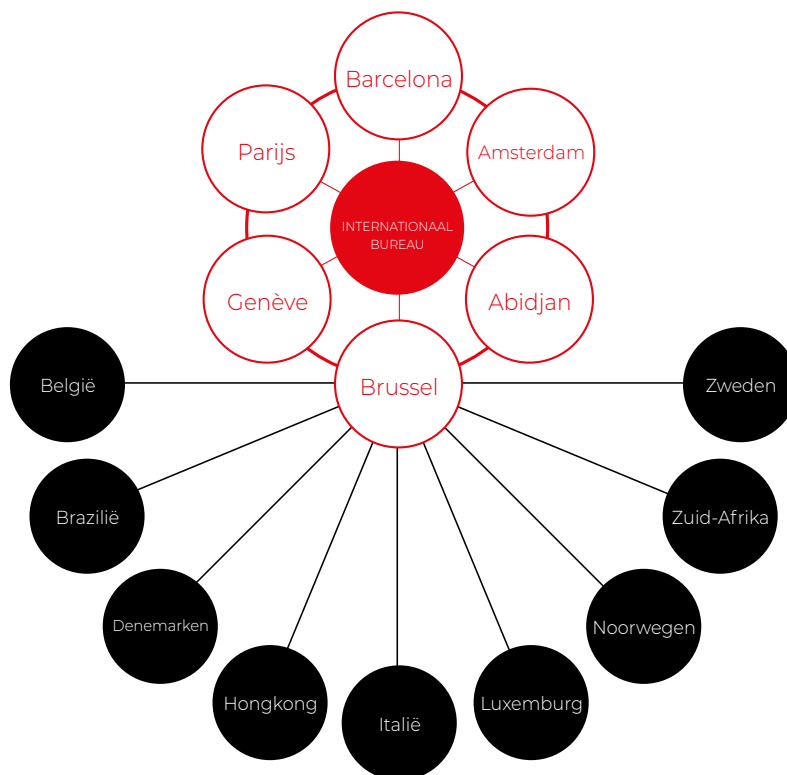 Barcelona
Parijs
Amsterdam
INTERNATIONAAL
BUREAU
Genève
Abidjan
Brussel
België
Zweden
Brazilië
Zuid-Afrika
Denemarken
Noorwegen
Hongkong
Luxemburg
Italië